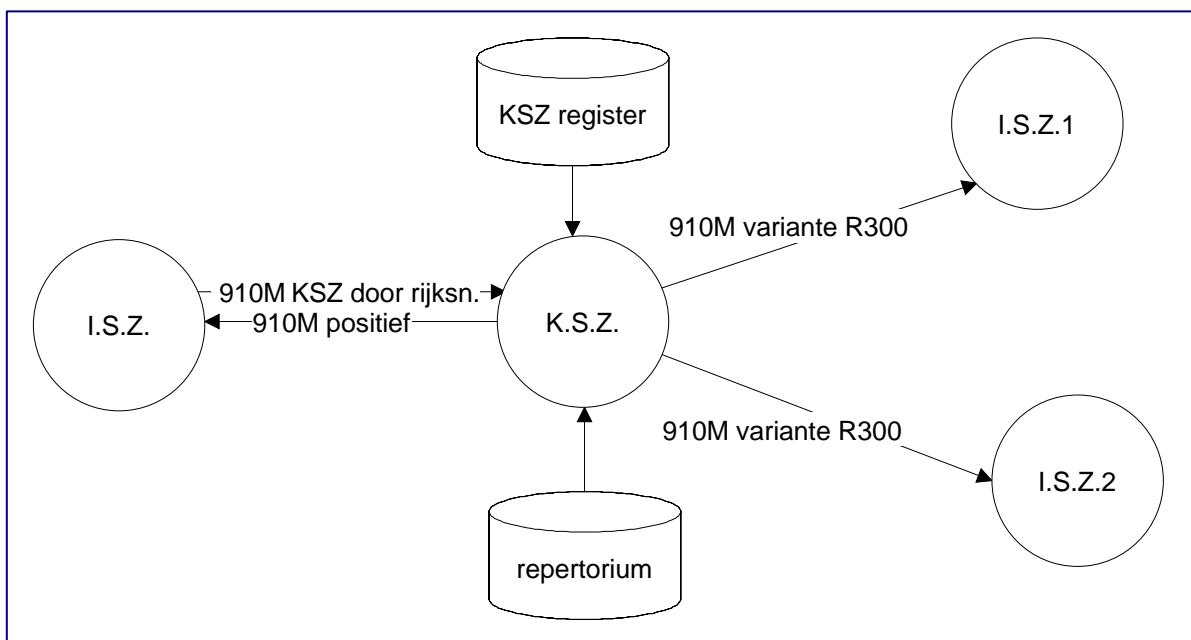 KSZ register
I.S.Z.1
910M variante R300
910M KSZ door rijksn.
I.S.Z.
910M positief
K.S.Z.
910M variante R300
I.S.Z.2
repertorium